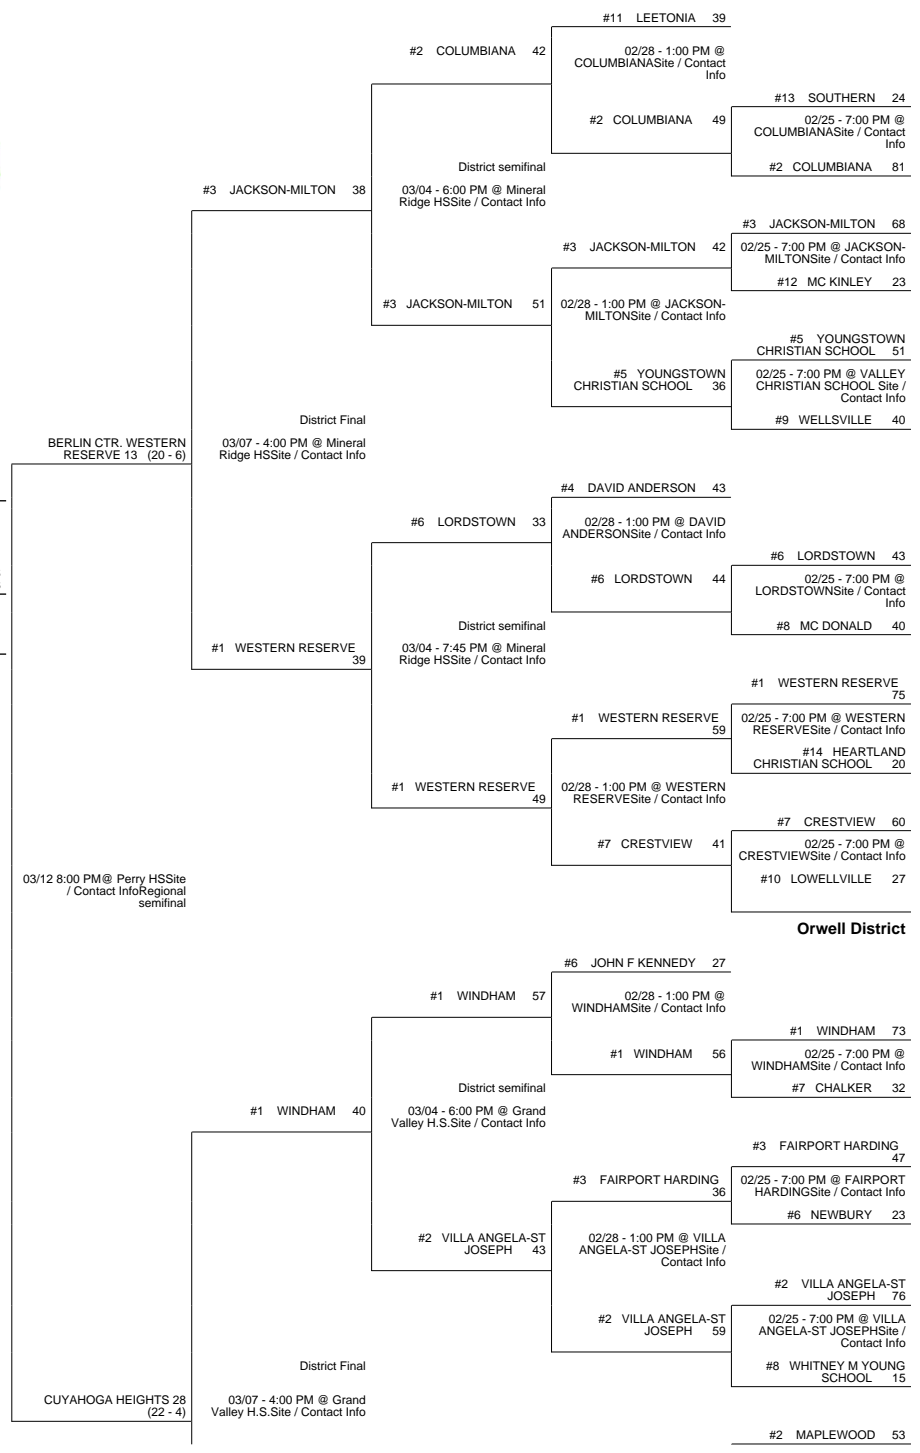 #11 LEETONIA 39
#2 COLUMBIANA 42
02/28 - 1:00 PM @
COLUMBIANASite / Contact
Info
#13 SOUTHERN 24
#2 COLUMBIANA 49
02/25 - 7:00 PM @
COLUMBIANASite / Contact
Info
District semifinal
#2 COLUMBIANA 81
#3 JACKSON-MILTON 38
03/04 - 6:00 PM @ Mineral
Ridge HSSite / Contact Info
#3 JACKSON-MILTON 68
#3 JACKSON-MILTON 42
02/25 - 7:00 PM @ JACKSON-
MILTONSite / Contact Info
#12 MC KINLEY 23
#3 JACKSON-MILTON 51
02/28 - 1:00 PM @ JACKSON-
MILTONSite / Contact Info
#5 YOUNGSTOWN
CHRISTIAN SCHOOL 51
#5 YOUNGSTOWN
CHRISTIAN SCHOOL 36
02/25 - 7:00 PM @ VALLEY
CHRISTIAN SCHOOL Site /
Contact Info
District Final
#9 WELLSVILLE 40
BERLIN CTR. WESTERN
RESERVE 13 (20 - 6)
03/07 - 4:00 PM @ Mineral
Ridge HSSite / Contact Info
#4 DAVID ANDERSON 43
#6 LORDSTOWN 33
02/28 - 1:00 PM @ DAVID
ANDERSONSite / Contact Info
#6 LORDSTOWN 43
#6 LORDSTOWN 44
02/25 - 7:00 PM @
LORDSTOWNSite / Contact
Info
District semifinal
#8 MC DONALD 40
#1 WESTERN RESERVE
39
03/04 - 7:45 PM @ Mineral
Ridge HSSite / Contact Info
#1 WESTERN RESERVE
75
#1 WESTERN RESERVE
59
02/25 - 7:00 PM @ WESTERN
RESERVESite / Contact Info
#14 HEARTLAND
CHRISTIAN SCHOOL 20
#1 WESTERN RESERVE
49
02/28 - 1:00 PM @ WESTERN
RESERVESite / Contact Info
#7 CRESTVIEW 60
#7 CRESTVIEW 41
02/25 - 7:00 PM @
CRESTVIEWSite / Contact Info
03/12 8:00 PM@ Perry HSSite
/ Contact InfoRegional
semifinal
#10 LOWELLVILLE 27
Orwell District
#6 JOHN F KENNEDY 27
#1 WINDHAM 57
02/28 - 1:00 PM @
WINDHAMSite / Contact Info
#1 WINDHAM 73
#1 WINDHAM 56
02/25 - 7:00 PM @
WINDHAMSite / Contact Info
District semifinal
#7 CHALKER 32
#1 WINDHAM 40
03/04 - 6:00 PM @ Grand
Valley H.S.Site / Contact Info
#3 FAIRPORT HARDING
47
#3 FAIRPORT HARDING
36
02/25 - 7:00 PM @ FAIRPORT
HARDINGSite / Contact Info
#6 NEWBURY 23
#2 VILLA ANGELA-ST
JOSEPH 43
02/28 - 1:00 PM @ VILLA
ANGELA-ST JOSEPHSite /
Contact Info
#2 VILLA ANGELA-ST
JOSEPH 76
#2 VILLA ANGELA-ST
JOSEPH 59
02/25 - 7:00 PM @ VILLA
ANGELA-ST JOSEPHSite /
Contact Info
District Final
#8 WHITNEY M YOUNG
SCHOOL 15
CUYAHOGA HEIGHTS 28
(22 - 4)
03/07 - 4:00 PM @ Grand
Valley H.S.Site / Contact Info
#2 MAPLEWOOD 53